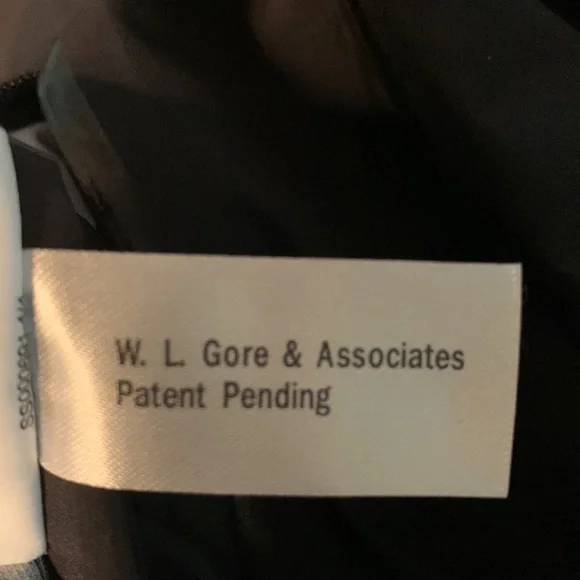 W. L. Gore & Associates
Patent Pending